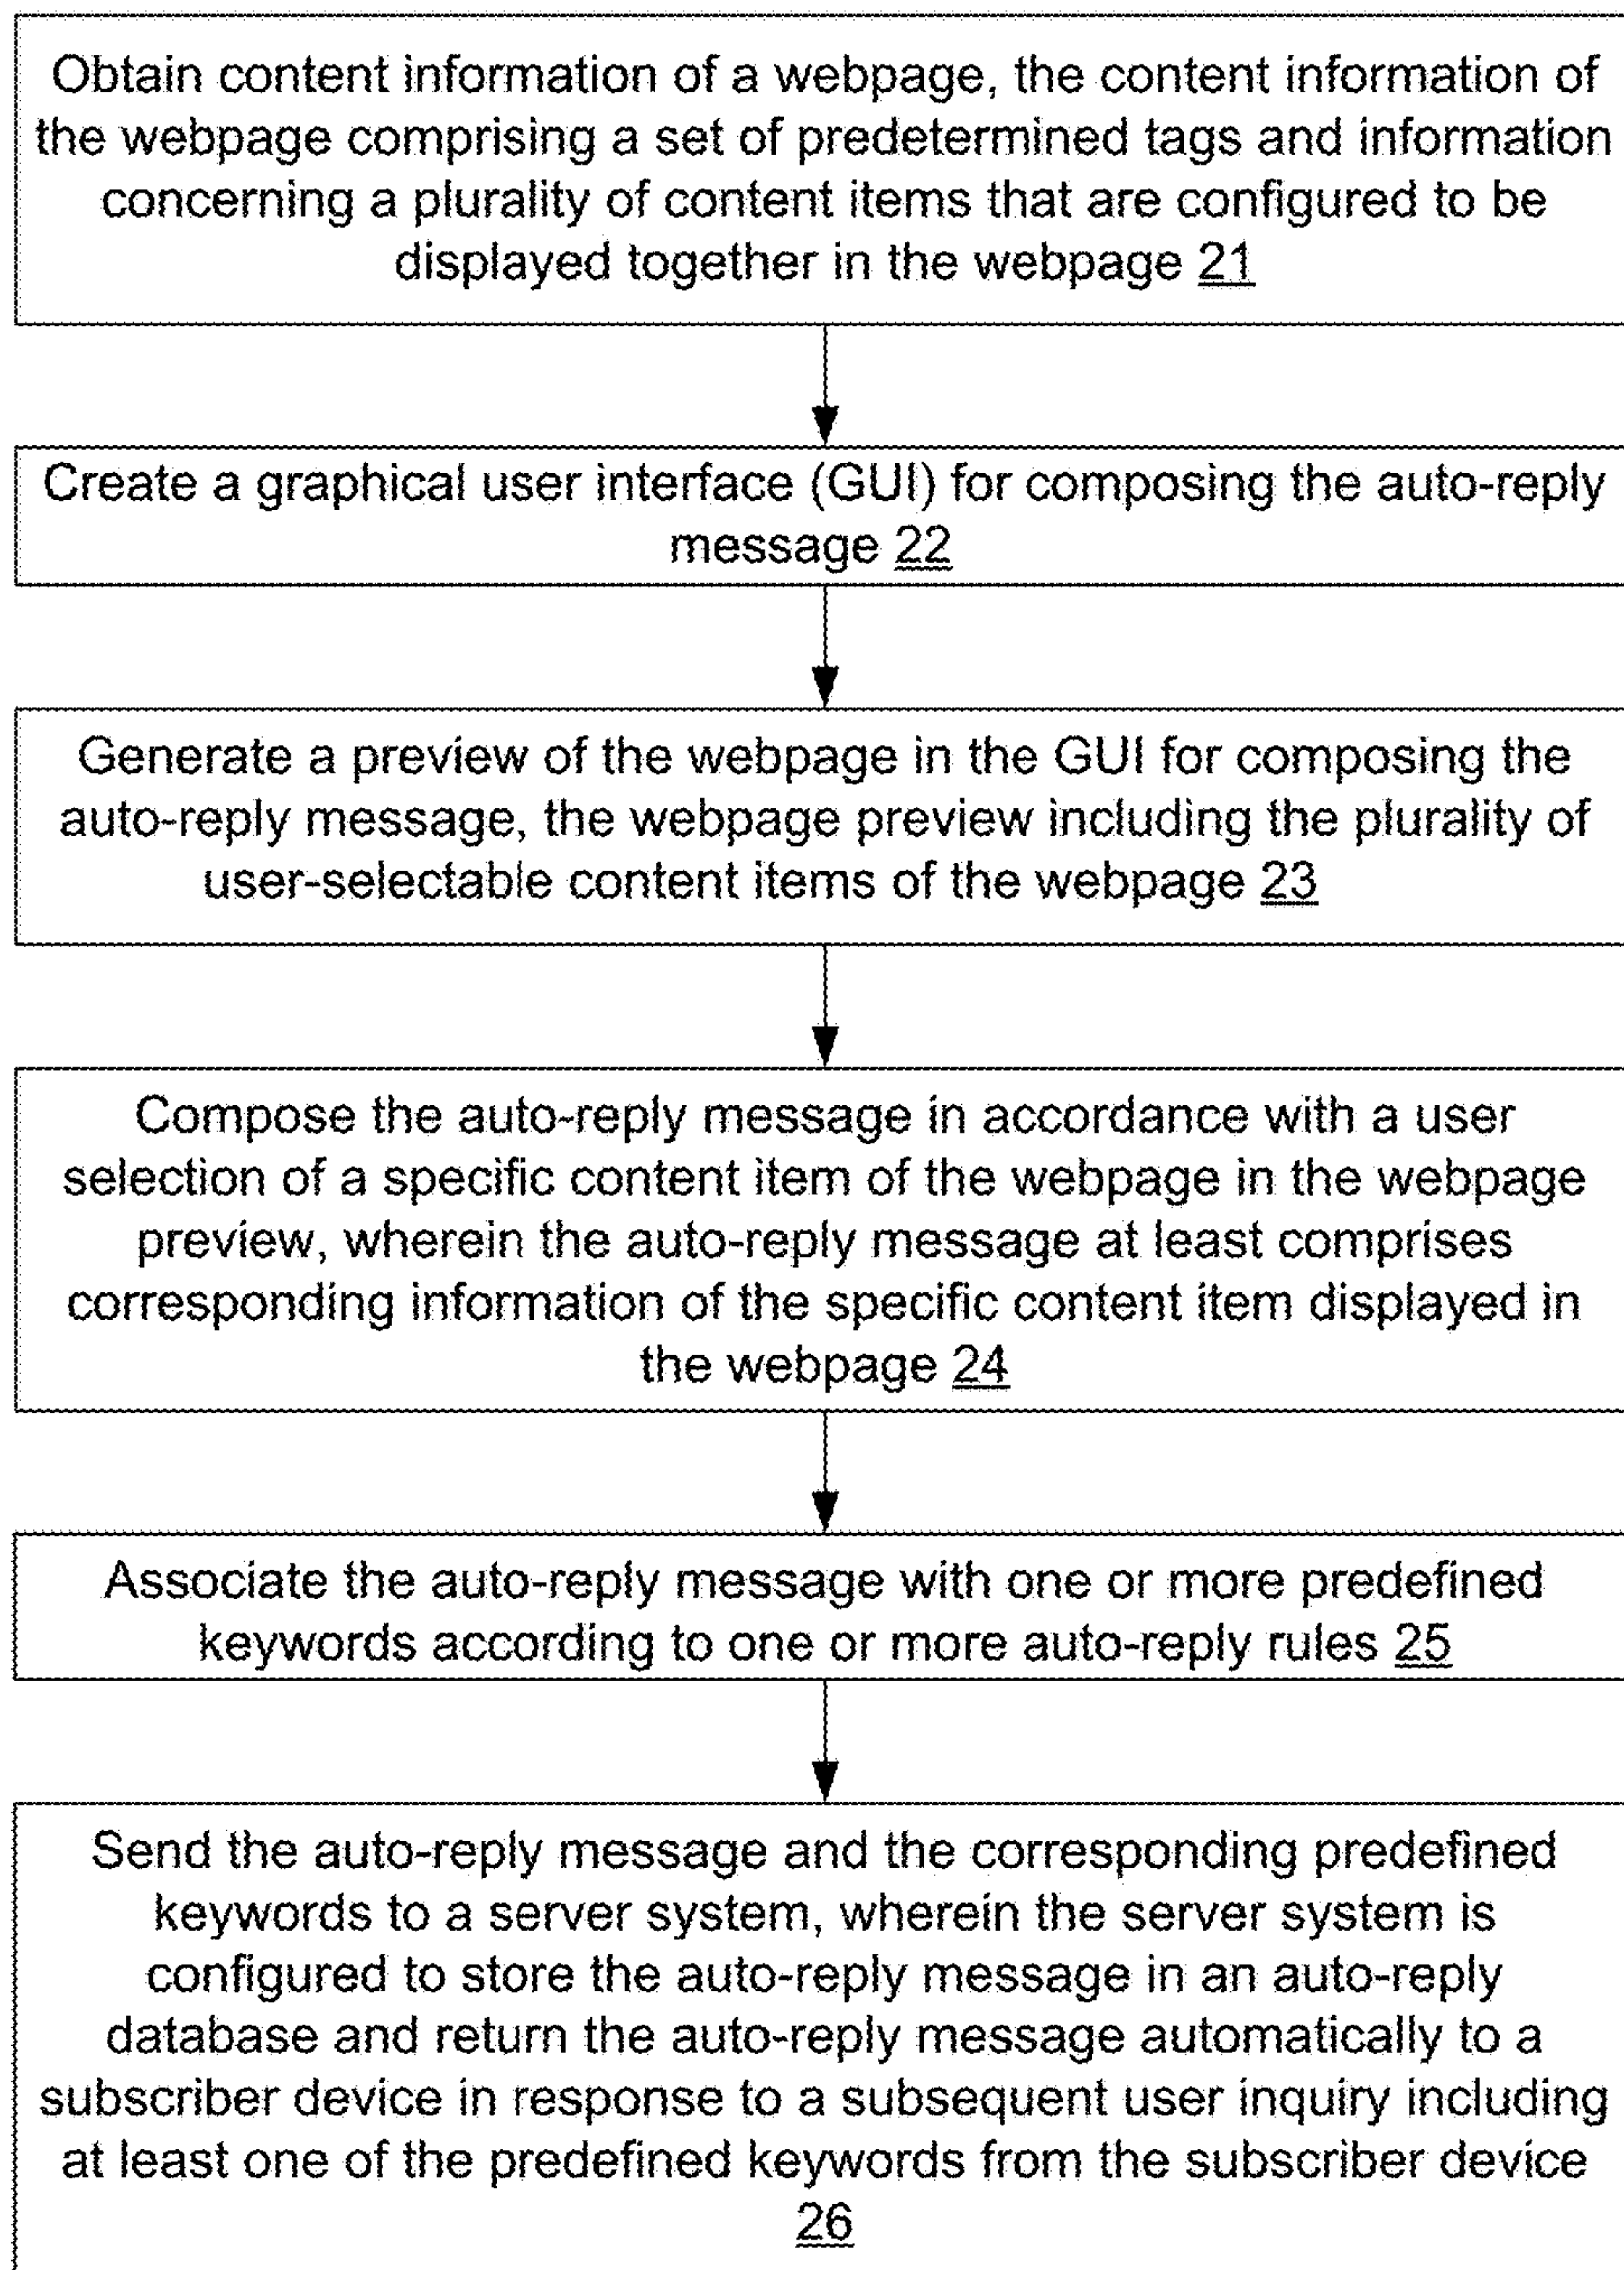 Obtain content information of a webpage, the content information of
the webpage comprising a set of predetermined tags and information
concerning a plurality of content items that are configured to be
displayed together in the webpage 21
Create a graphical user interface (GUI) for composing the auto-reply
message 22
Generate a preview of the webpage in the GUI for composing the
auto-reply message, the webpage preview including the plurality of
user-selectable content items of the webpage 23
Compose the auto-reply message in accordance with a user
selection of a specific content item of the webpage in the webpage
preview, wherein the auto-reply message at least comprises
corresponding information of the specific content item displayed in
the webpage 24
Associate the auto-reply message with one or more predefined
keywords according to one or more auto-reply rules 25
Send the auto-reply message and the corresponding predefined
keywords to a server system, wherein the server system is
configured to store the auto-reply message in an auto-reply
database and return the auto-reply message automatically to a
subscriber device in response to a subsequent user inquiry including
at least one of the predefined keywords from the subscriber device
26